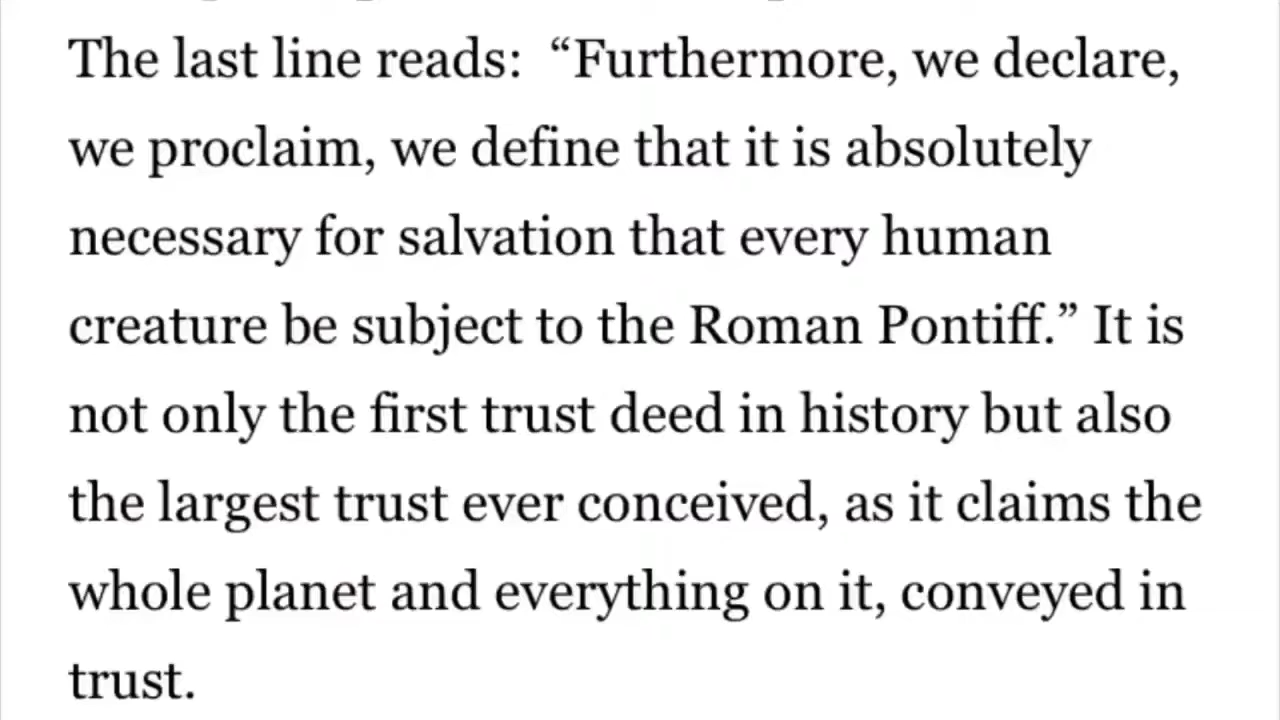 The last line reads:  “Furthermore, we declare,
we proclaim, we define that it is absolutely
necessary for salvation that every human
creature be subject to the Roman Pontiff.” It is
not only the first trust deed in history but also
the largest trust ever conceived, as it claims the
whole planet and everything on it, conveyed in
trust.